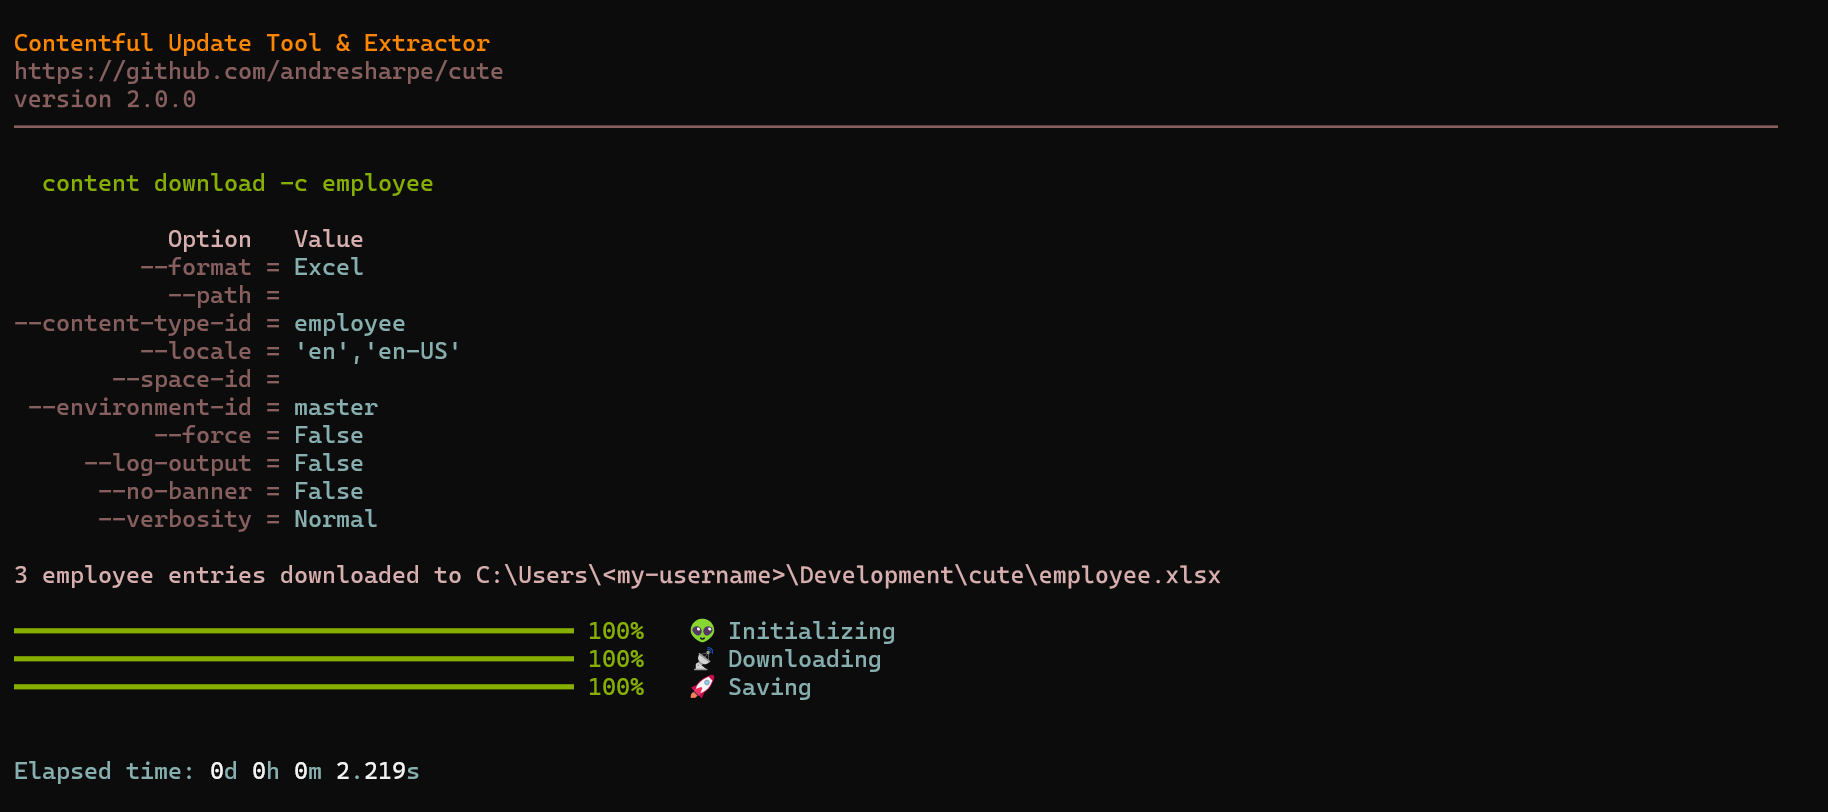 Contentful Update Tool & Extractor
https://github.com/andresharpe/cute
version 2.0.0
content download -c employee
Option Value
--format = Excel
--path =
--content-type-id = employee
--locale = 'en','en-US'
--space-id =
--environment-id = master
--force = False
--log-output = False
--no-banner = False
--verbosity = Normal
3 employee entries downloaded to C:\Users\<my-username>\Development\cute\employee.xlsx
100% 👽 Initializing
100% 📡 Downloading
100% 🚀 Saving
Elapsed time: 0d 0h 0m 2.219s